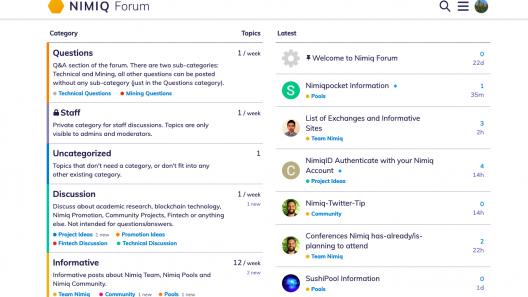 NIMIQ Forum
Category Topics
Questions 1 / week
Q&A section of the forum. There are two sub-categories:
Technical and Mining, all other questions can be posted
without any sub-category (just in the Questions category).
Technical Questions Mining Questions
Staff 1 / week
Private category for staff discussions. Topics are only
visible to admins and moderators.
Uncategorized 1
Topics that don't need a category, or don't fit into any
other existing category.
Discussion 1 / week
Discuss about academic research, blockchain technology, 1 new
Nimiq Promotion, Community Projects, Fintech or anything
else. Not intended for questions/answers.
Project Ideas 1 new Promotion Ideas
Fintech Discussion Technical Discussion
Informative 12 / week
Informative posts about Nimiq Team, Nimiq Pools and 2 new
Nimiq Community.
Team Nimiq Community 1 new Pools 1 new
Latest
Welcome to Nimiq Forum 0
22d
Nimiqpocket Information 1
Pools 35m
List of Exchanges and Informative 3
Sites 2h
Team Nimiq
S
NimiqID Authenticate with your Nimiq 4
Account 14h
Project Ideas
C
Nimiq-Twitter-Tip 0
Community 14h
Conferences Nimiq has-already/is- 2
planning to attend 22h
Team Nimiq
SushiPool Information 0
Pools 1d